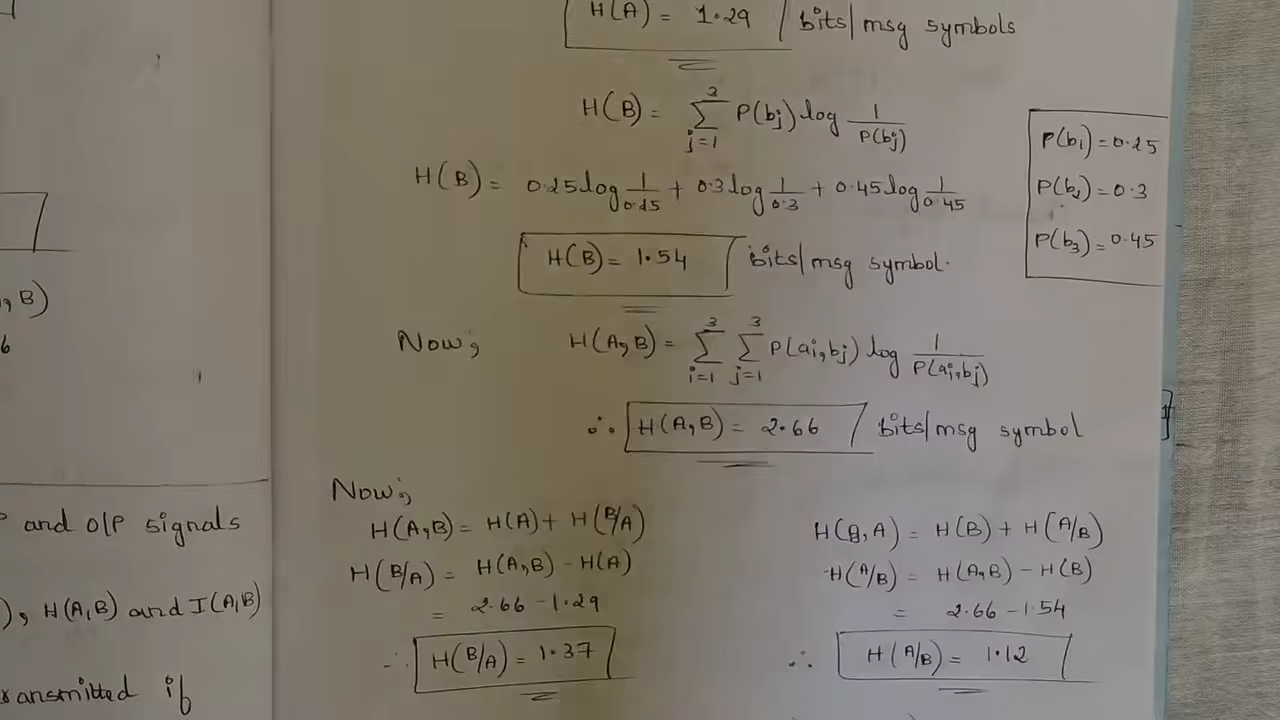 , B)
6
P and O/P signals
), H(A,B) and I(A,B)
ransmitted if
H(A) = 1.29 bits/msg symbols
H(B) = ∑_{j=1}^{3} P(bj) log 1/P(bj)
H(B) = 0.25 log 1/0.25 + 0.3 log 1/0.3 + 0.45 log 1/0.45
P(b1) = 0.25
P(b2) = 0.3
P(b3) = 0.45
H(B) = 1.54 bits/msg symbol.
Now; H(A,B) = ∑_{i=1}^{3} ∑_{j=1}^{3} P(ai,bj) log 1/P(ai,bj)
∴ H(A,B) = 2.66 bits/msg symbol
Now;
H(A,B) = H(A) + H(B/A)
H(B/A) = H(A,B) - H(A)
= 2.66 - 1.29
∴ H(B/A) = 1.37
H(B,A) = H(B) + H(A/B)
H(A/B) = H(A,B) - H(B)
= 2.66 - 1.54
∴ H(A/B) = 1.12